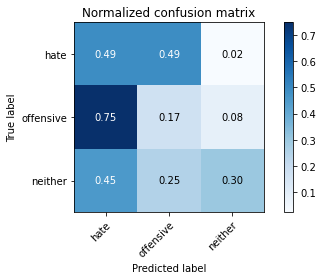 Normalized confusion matrix
True label
hate 0.49 0.49 0.02
offensive 0.75 0.17 0.08
neither 0.45 0.25 0.30
hate offensive neither
Predicted label
0.7
0.6
0.5
0.4
0.3
0.2
0.1